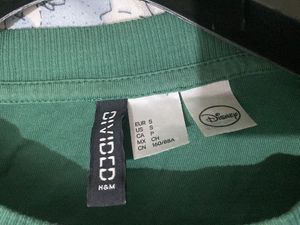 DIVIDED
H&M
EUR S
US S
CA P
MX CH
CN 160/88A
Disney